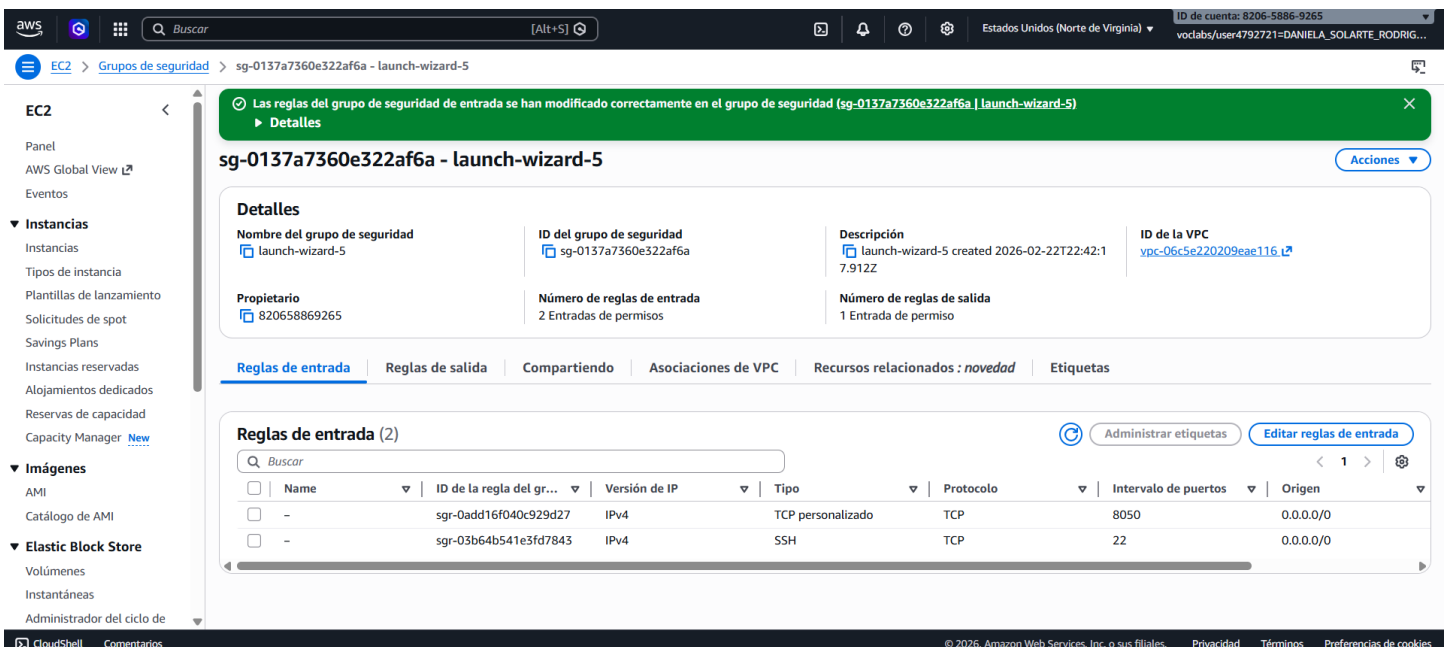 aws
Buscar [Alt+S]
Estados Unidos (Norte de Virginia)
ID de cuenta: 8206-5886-9265
voclabs/user4792721=DANIELA_SOLARTE_RODRIG...
EC2 > Grupos de seguridad > sg-0137a7360e322af6a - launch-wizard-5
EC2
Panel
AWS Global View
Eventos
Instancias
Instancias
Tipos de instancia
Plantillas de lanzamiento
Solicitudes de spot
Savings Plans
Instancias reservadas
Alojamientos dedicados
Reservas de capacidad
Capacity Manager New
Imágenes
AMI
Catálogo de AMI
Elastic Block Store
Volúmenes
Instantáneas
Administrador del ciclo de
Las reglas del grupo de seguridad de entrada se han modificado correctamente en el grupo de seguridad (sg-0137a7360e322af6a | launch-wizard-5)
Detalles
sg-0137a7360e322af6a - launch-wizard-5
Acciones
Detalles
Nombre del grupo de seguridad
launch-wizard-5
ID del grupo de seguridad
sg-0137a7360e322af6a
Descripción
launch-wizard-5 created 2026-02-22T22:42:1
7.912Z
ID de la VPC
vpc-06c5e220209eae116
Propietario
820658869265
Número de reglas de entrada
2 Entradas de permisos
Número de reglas de salida
1 Entrada de permiso
Reglas de entrada Reglas de salida Compartiendo Asociaciones de VPC Recursos relacionados : novedad Etiquetas
Reglas de entrada (2)
Administrar etiquetas Editar reglas de entrada
Buscar
1
Name ID de la regla del gr... Versión de IP Tipo Protocolo Intervalo de puertos Origen
– sgr-0add16f040c929d27 IPv4 TCP personalizado TCP 8050 0.0.0.0/0
– sgr-03b64b541e3fd7843 IPv4 SSH TCP 22 0.0.0.0/0
CloudShell Comentarios © 2026, Amazon Web Services, Inc. o sus filiales. Privacidad Términos Preferencias de cookies